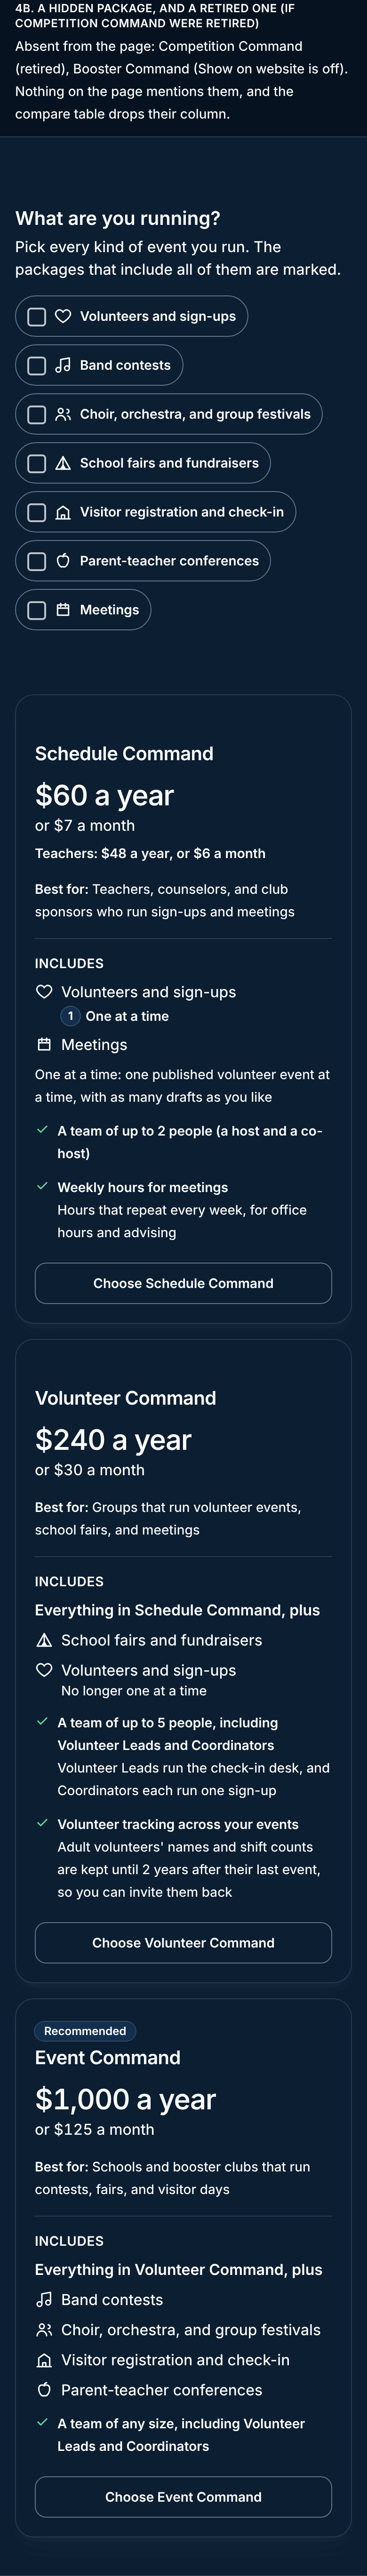 4B. A HIDDEN PACKAGE, AND A RETIRED ONE (IF
COMPETITION COMMAND WERE RETIRED)
Absent from the page: Competition Command
(retired), Booster Command (Show on website is off).
Nothing on the page mentions them, and the
compare table drops their column.
What are you running?
Pick every kind of event you run. The
packages that include all of them are marked.
Volunteers and sign-ups
Band contests
Choir, orchestra, and group festivals
School fairs and fundraisers
Visitor registration and check-in
Parent-teacher conferences
Meetings
Schedule Command
$60 a year
or $7 a month
Teachers: $48 a year, or $6 a month
Best for: Teachers, counselors, and club
sponsors who run sign-ups and meetings
INCLUDES
Volunteers and sign-ups
1 One at a time
Meetings
One at a time: one published volunteer event at
a time, with as many drafts as you like
A team of up to 2 people (a host and a co-
host)
Weekly hours for meetings
Hours that repeat every week, for office
hours and advising
Choose Schedule Command
Volunteer Command
$240 a year
or $30 a month
Best for: Groups that run volunteer events,
school fairs, and meetings
INCLUDES
Everything in Schedule Command, plus
School fairs and fundraisers
Volunteers and sign-ups
No longer one at a time
A team of up to 5 people, including
Volunteer Leads and Coordinators
Volunteer Leads run the check-in desk, and
Coordinators each run one sign-up
Volunteer tracking across your events
Adult volunteers' names and shift counts
are kept until 2 years after their last event,
so you can invite them back
Choose Volunteer Command
Recommended
Event Command
$1,000 a year
or $125 a month
Best for: Schools and booster clubs that run
contests, fairs, and visitor days
INCLUDES
Everything in Volunteer Command, plus
Band contests
Choir, orchestra, and group festivals
Visitor registration and check-in
Parent-teacher conferences
A team of any size, including Volunteer
Leads and Coordinators
Choose Event Command